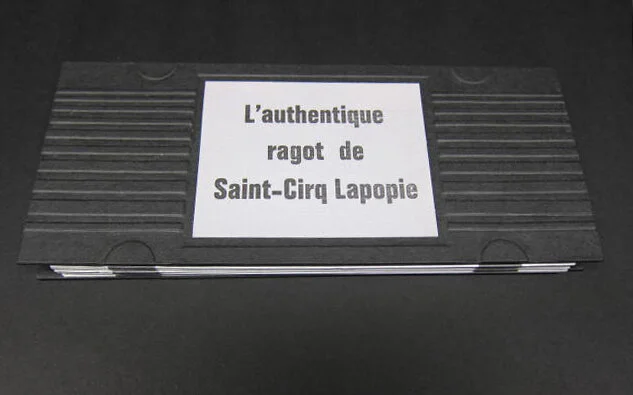 L'authentique
ragot de
Saint-Cirq Lapopie